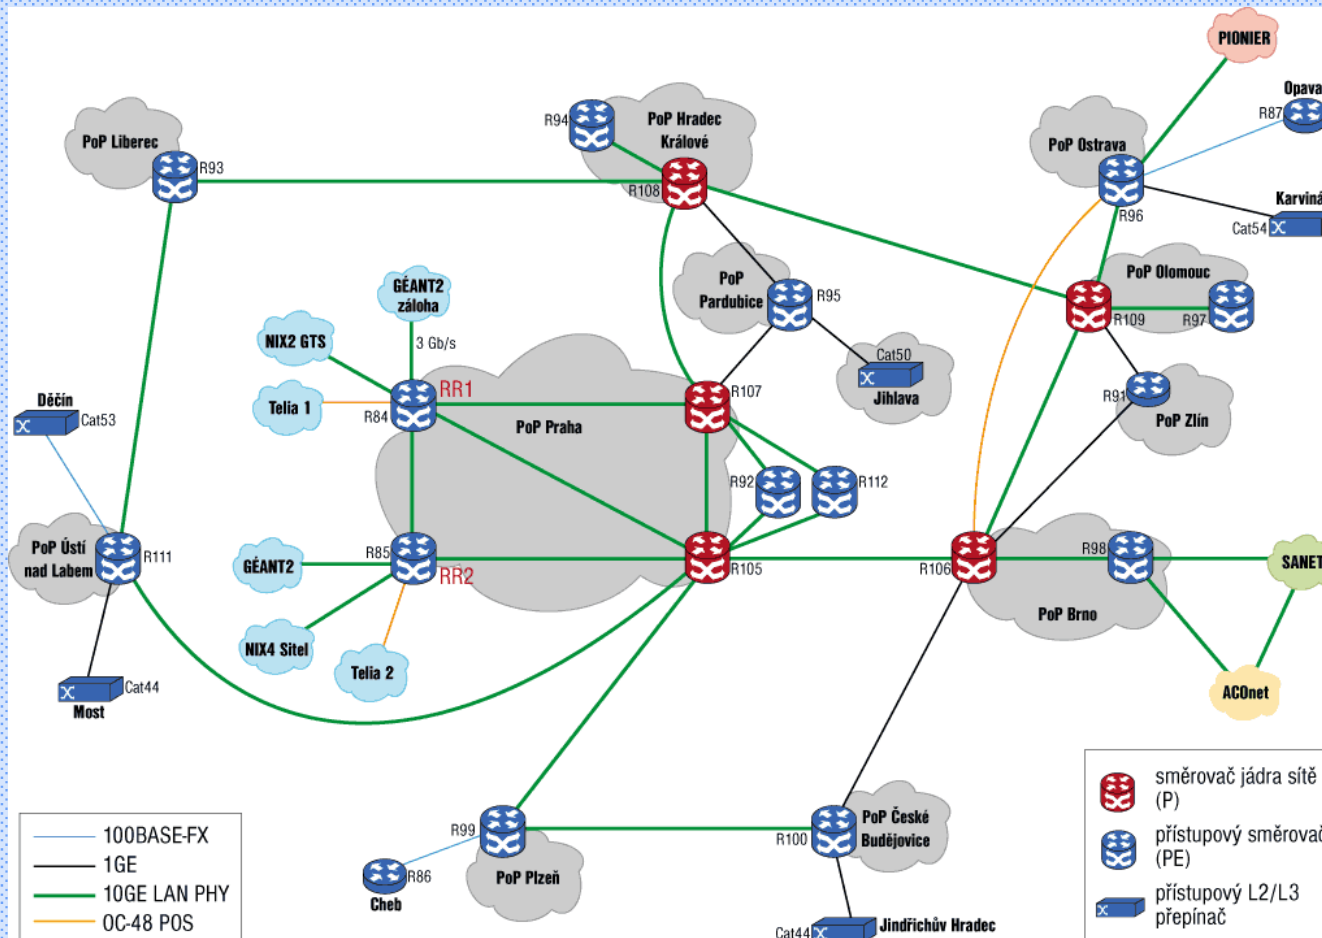 PIONIER
Opava
R87
PoP Hradec
Králové
R94
PoP Liberec
R93
R108
PoP Ostrava
R96
Karviná
Cat54
PoP Olomouc
R109
R97
PoP
Pardubice
R95
GÉANT2
záloha
3 Gb/s
NIX2 GTS
Telia 1
RR1
R84
R107
Cat50
Jihlava
R91
PoP Zlín
Děčín
Cat53
PoP Praha
R92
R112
PoP Ústí
nad Labem
R111
GÉANT2
R85
RR2
R105
R106
R98
SANET
PoP Brno
NIX4 Sitel
Telia 2
ACOnet
Cat44
Most
R99
PoP Plzeň
R86
Cheb
R100
PoP České
Budějovice
Cat44
Jindřichův Hradec
100BASE-FX
1GE
10GE LAN PHY
OC-48 POS
směrovač jádra sítě
(P)
přístupový směrovač
(PE)
přístupový L2/L3
přepínač